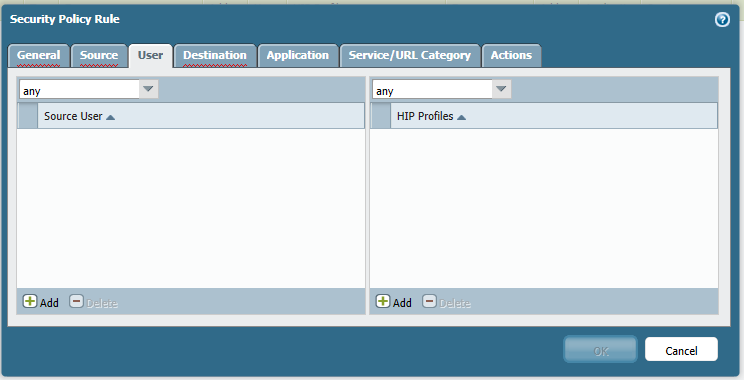 Security Policy Rule
General Source User Destination Application Service/URL Category Actions
any any
Source User HIP Profiles
Add Delete Add Delete
OK Cancel